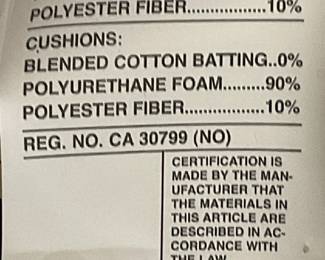 POLYESTER FIBER.................10%
CUSHIONS:
BLENDED COTTON BATTING..0%
POLYURETHANE FOAM.........90%
POLYESTER FIBER.................10%
REG. NO. CA 30799 (NO)
CERTIFICATION IS
MADE BY THE MAN-
UFACTURER THAT
THE MATERIALS IN
THIS ARTICLE ARE
DESCRIBED IN AC-
CORDANCE WITH
THE LAW